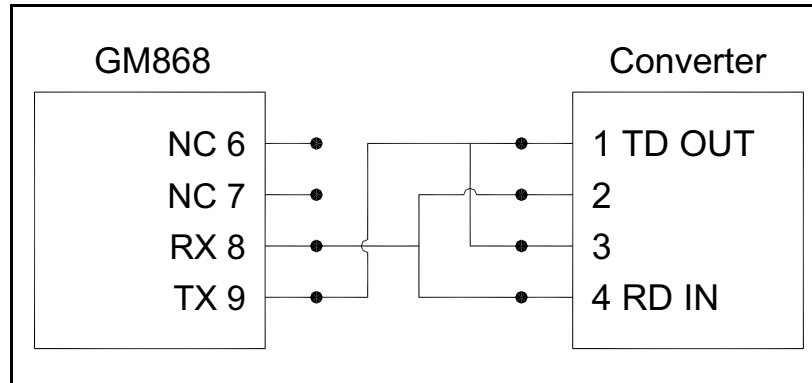 GM868
NC 6
NC 7
RX 8
TX 9
Converter
1 TD OUT
2
3
4 RD IN